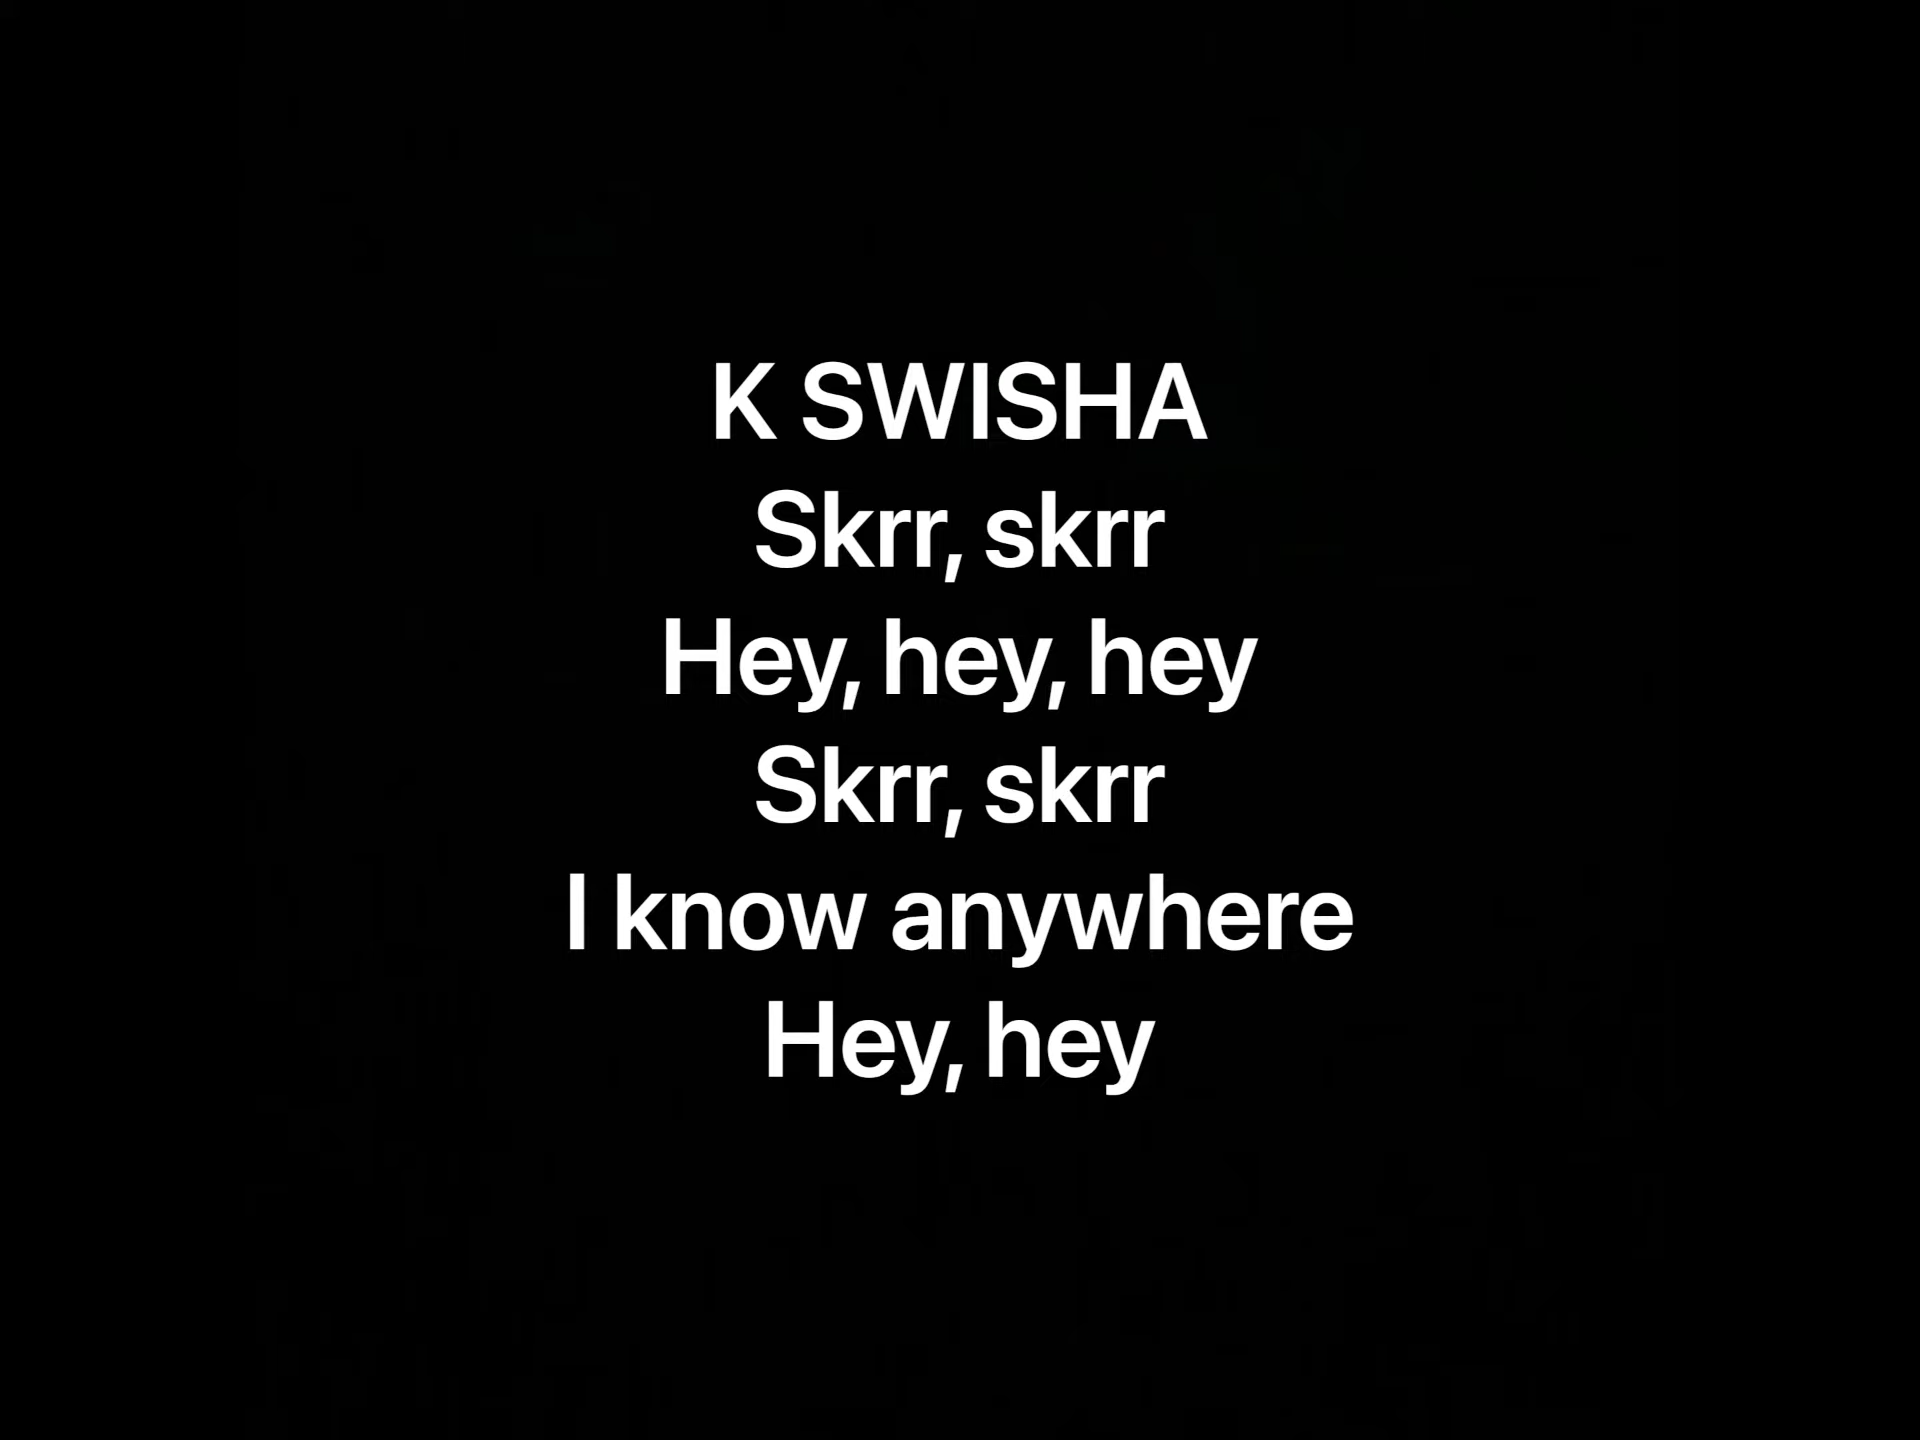 K SWISHA
Skrr, skrr
Hey, hey, hey
Skrr, skrr
I know anywhere
Hey, hey